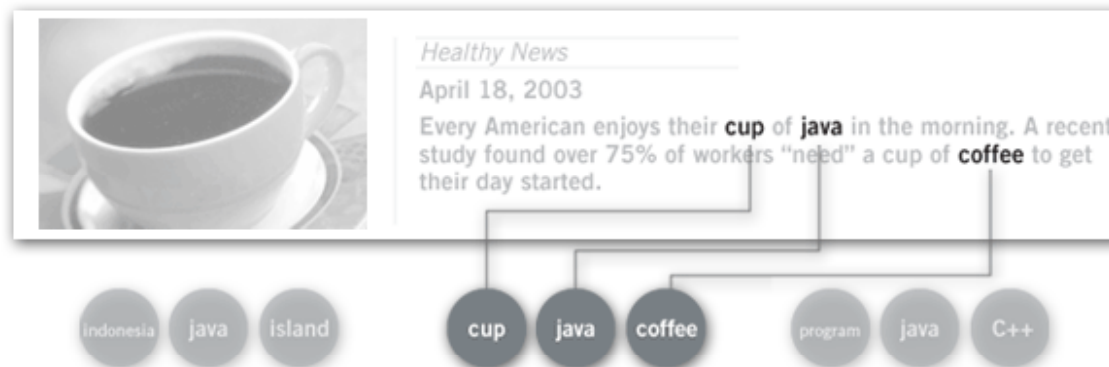 Healthy News
April 18, 2003
Every American enjoys their cup of java in the morning. A recent
study found over 75% of workers “need” a cup of coffee to get
their day started.
indonesia java island cup java coffee program java C++